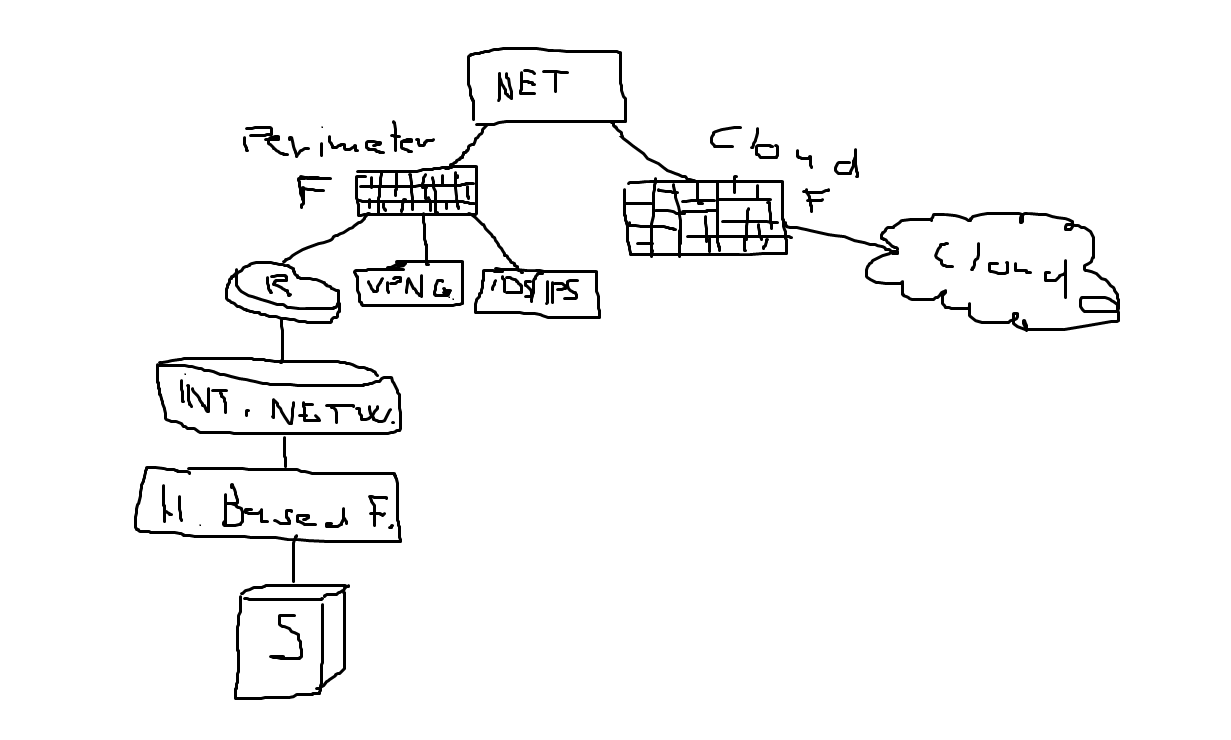 NET
Perimeter
F
Cloud
F
Cloud
R
VPN G.
IDS/IPS
INT. NETW.
H. Based F.
S